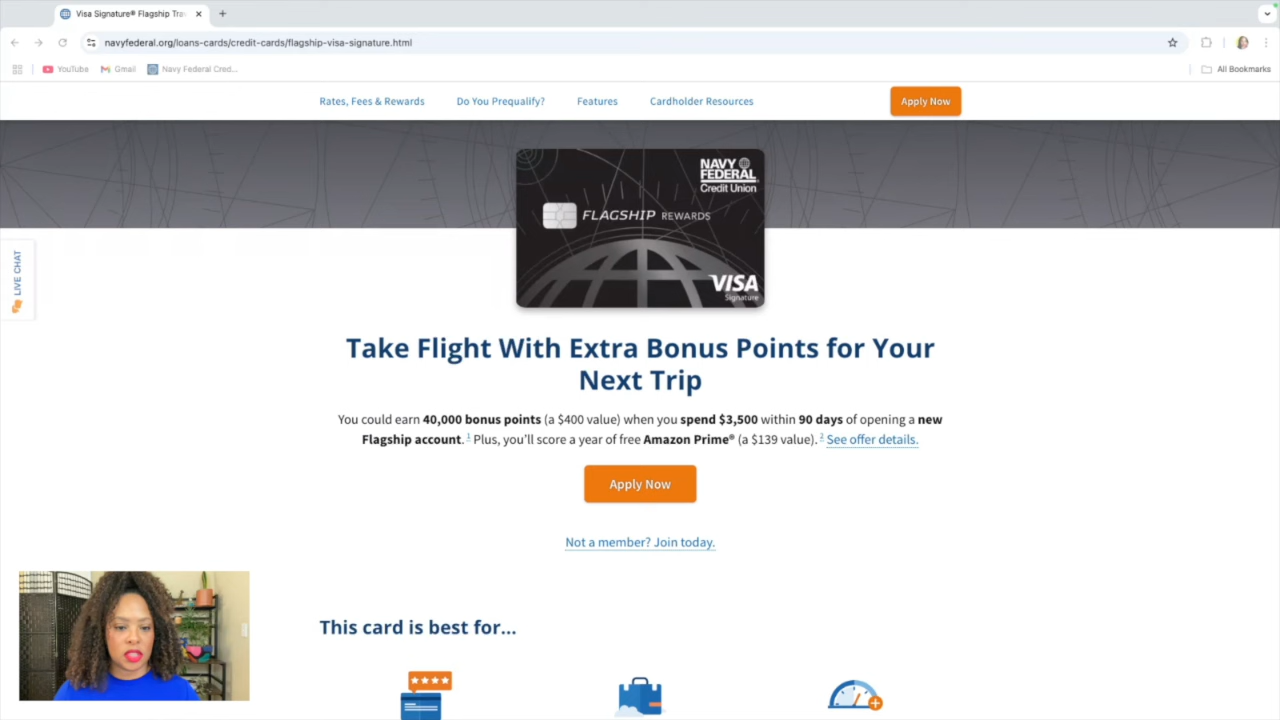 Visa Signature® Flagship Tra
navyfederal.org/loans-cards/credit-cards/flagship-visa-signature.html
YouTube
Gmail
Navy Federal Cred...
All Bookmarks
Rates, Fees & Rewards
Do You Prequalify?
Features
Cardholder Resources
Apply Now
NAVY
FEDERAL
Credit Union
FLAGSHIP REWARDS
VISA
Signature
LIVE CHAT
Take Flight With Extra Bonus Points for Your
Next Trip
You could earn 40,000 bonus points (a $400 value) when you spend $3,500 within 90 days of opening a new
Flagship account. 1 Plus, you'll score a year of free Amazon Prime® (a $139 value). 2 See offer details.
Apply Now
Not a member? Join today.
This card is best for...